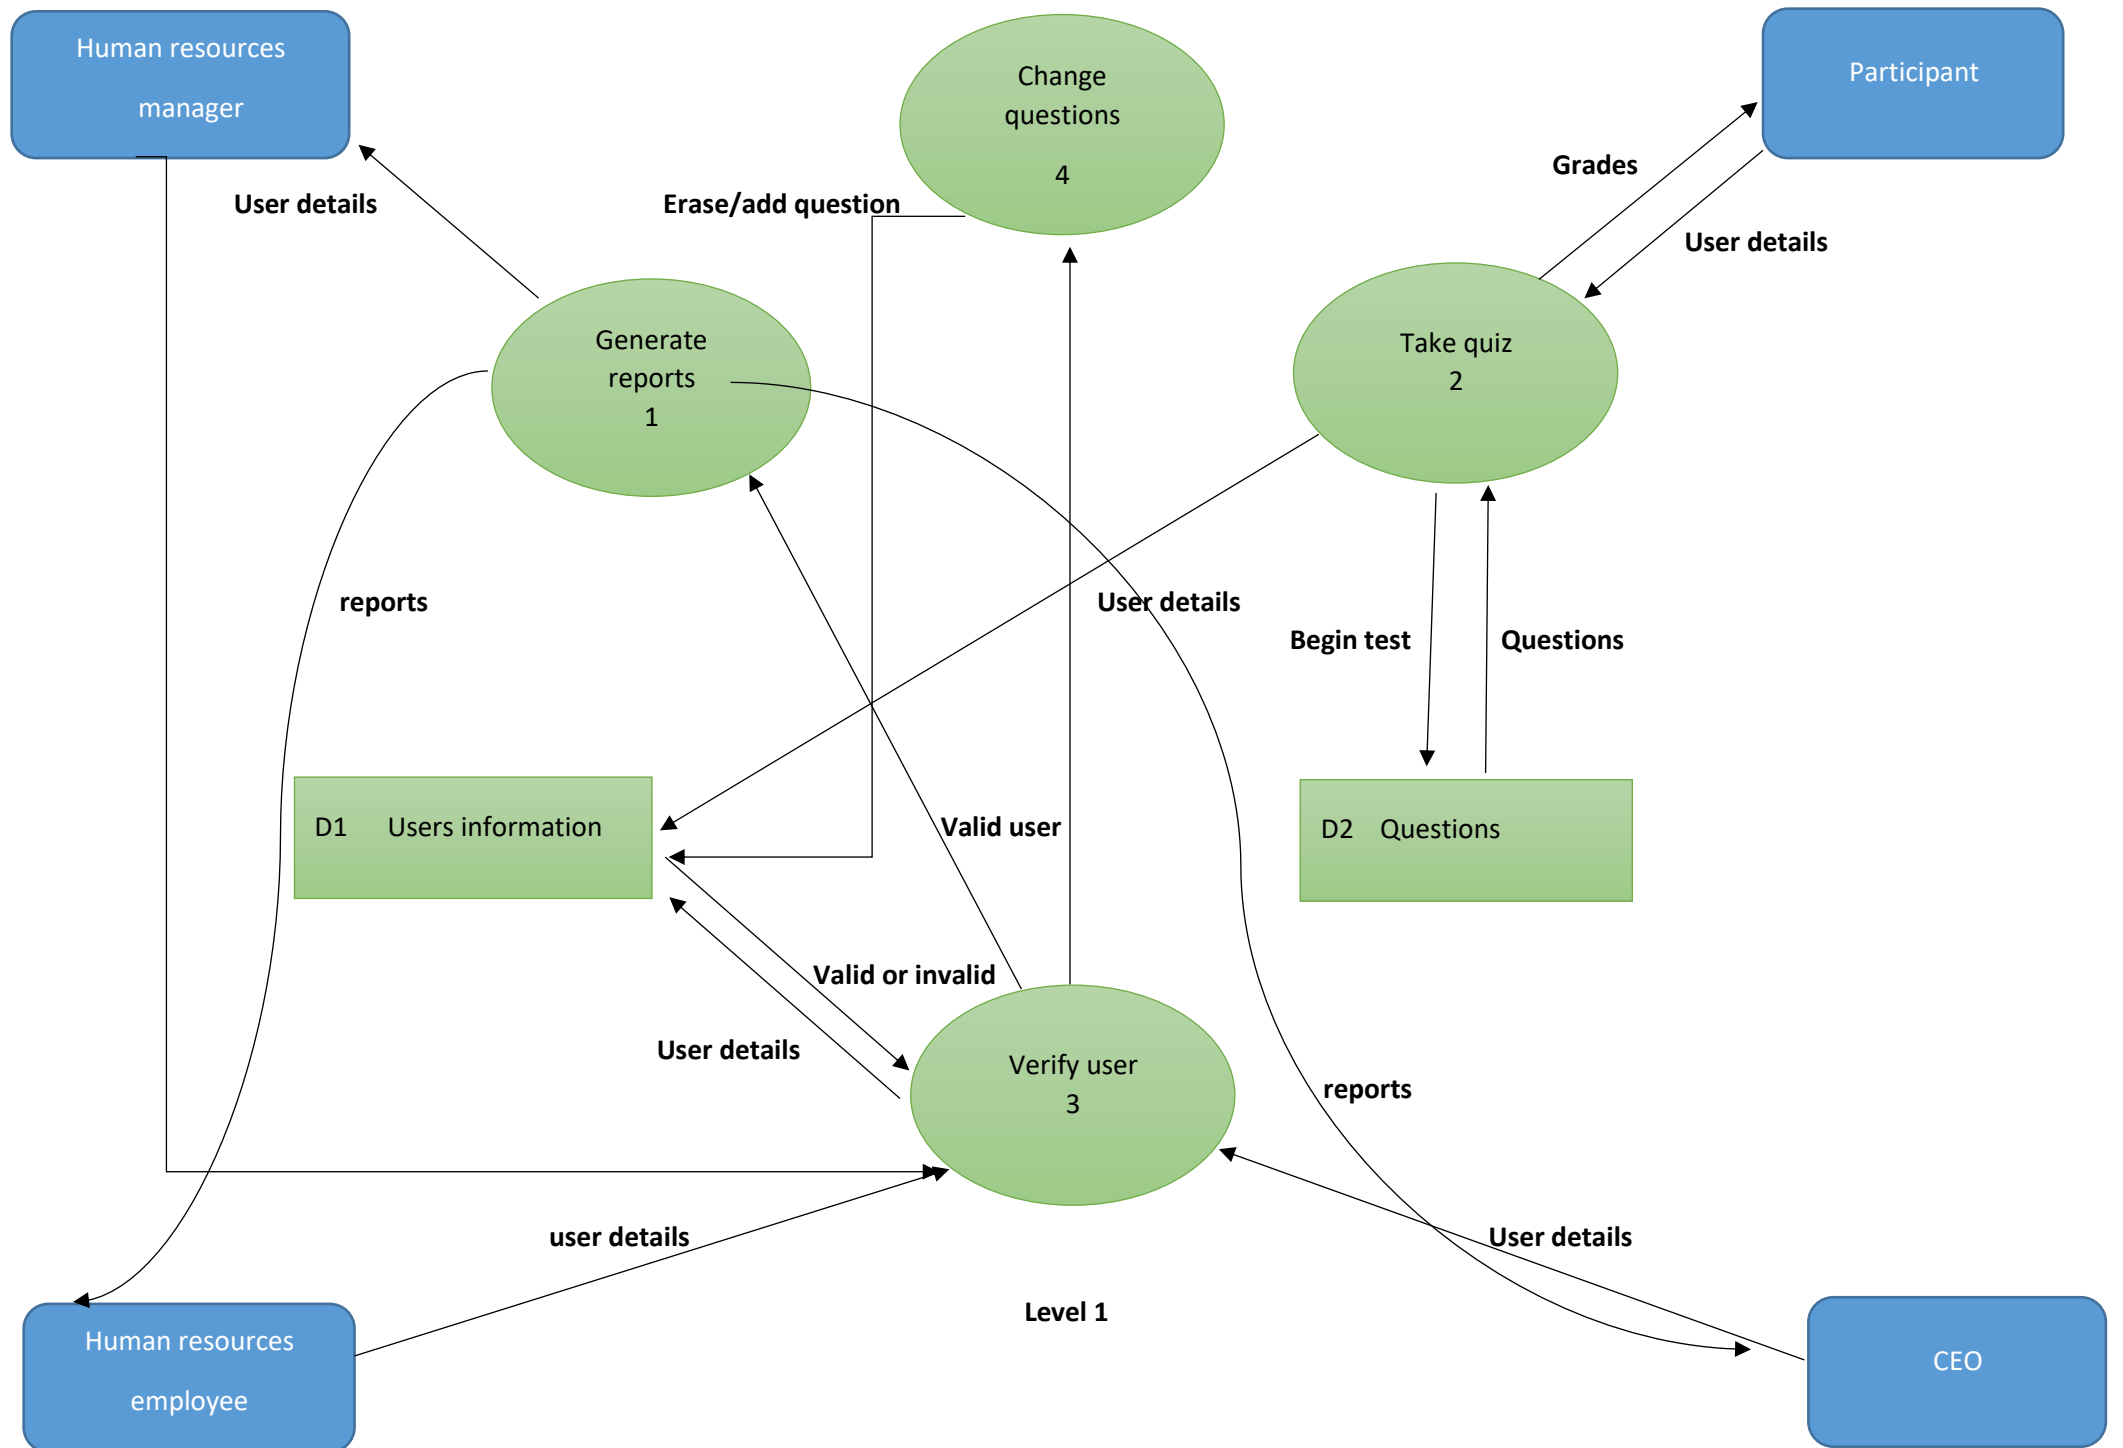 Human resources
manager
Change
questions
4
Participant
Grades
User details
Erase/add question
User details
Generate
reports
1
Take quiz
2
reports
User details
Begin test
Questions
D1 Users information
Valid user
D2 Questions
Valid or invalid
User details
Verify user
3
reports
user details
User details
Level 1
Human resources
employee
CEO